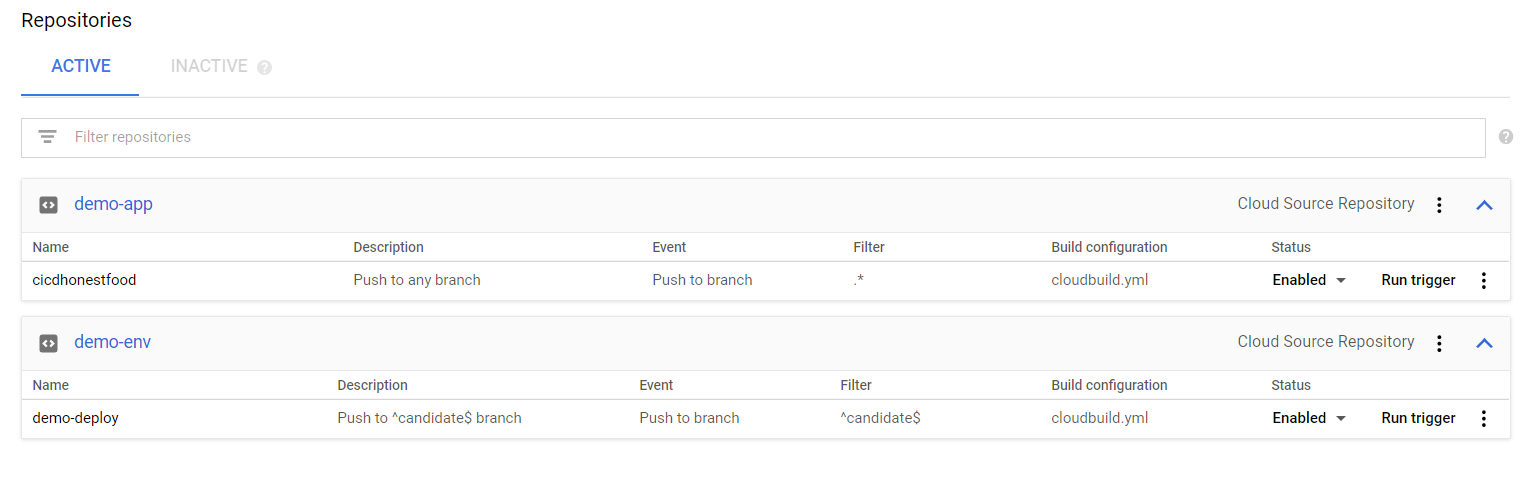 Repositories
ACTIVE INACTIVE ?
Filter repositories ?
demo-app Cloud Source Repository
Name Description Event Filter Build configuration Status
cicdhonestfood Push to any branch Push to branch .* cloudbuild.yml Enabled Run trigger
demo-env Cloud Source Repository
Name Description Event Filter Build configuration Status
demo-deploy Push to ^candidate$ branch Push to branch ^candidate$ cloudbuild.yml Enabled Run trigger